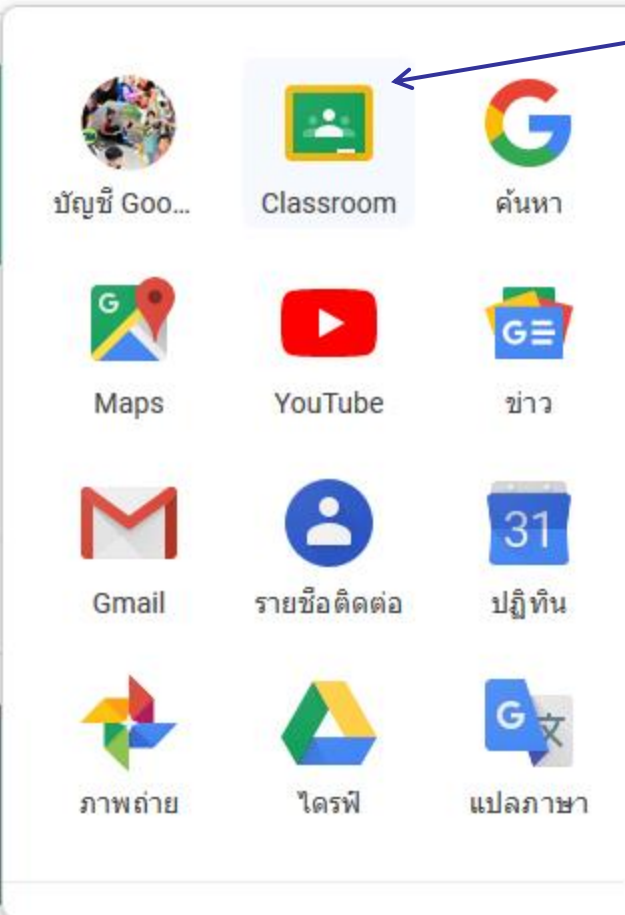 บัญชี Goo...
Classroom
ค้นหา
G
Maps
YouTube
G
ข่าว
Gmail
รายชื่อติดต่อ
31
ปฏิทิน
ภาพถ่าย
ไดรฟ์
G 文
แปลภาษา